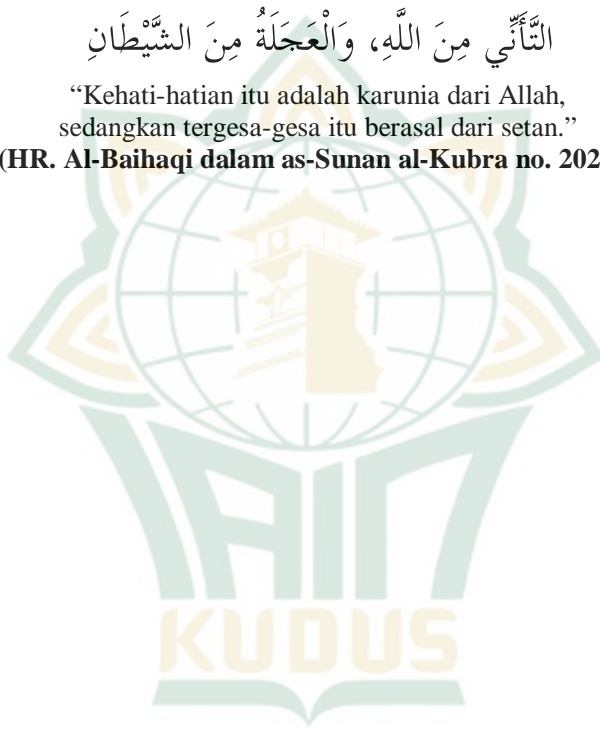 التَّأَنِّي مِنَ اللَّهِ، وَالْعَجَلَةُ مِنَ الشَّيْطَانِ
“Kehati-hatian itu adalah karunia dari Allah,
sedangkan tergesa-gesa itu berasal dari setan.”
(HR. Al-Baihaqi dalam as-Sunan al-Kubra no. 202
IAIN
KUDUS